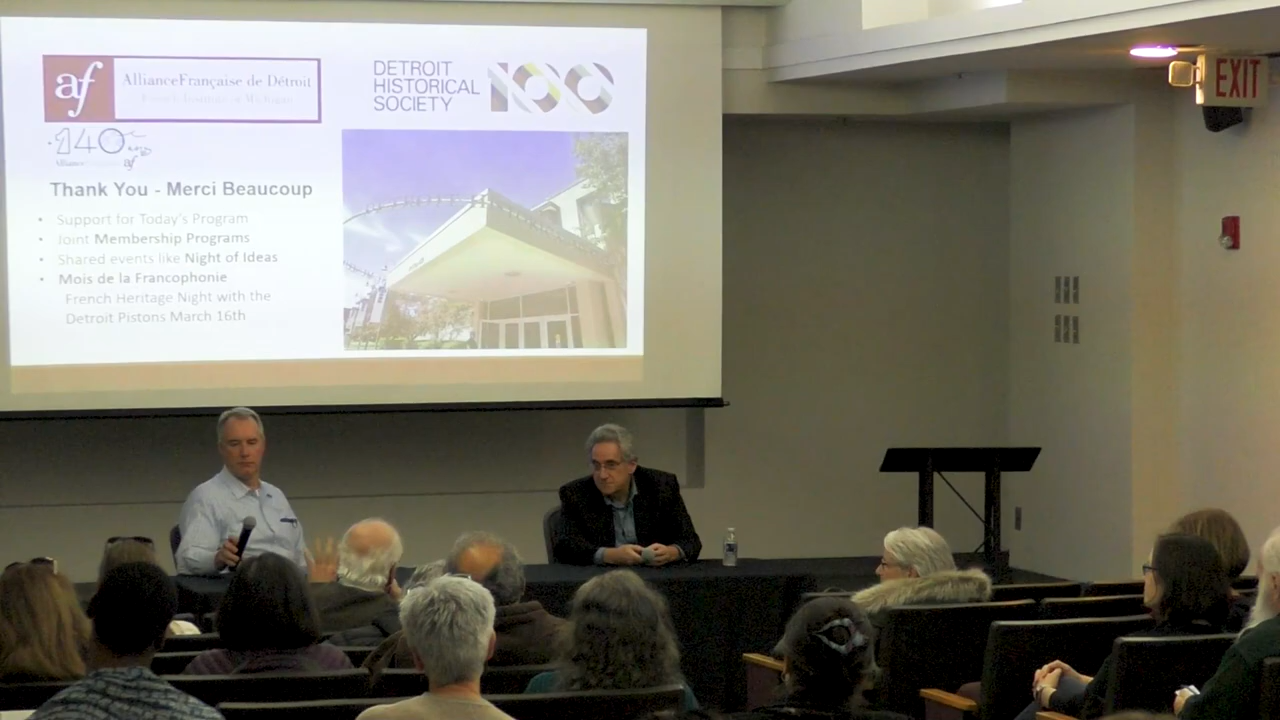 af
AllianceFrançaise de Détroit
DETROIT
HISTORICAL
SOCIETY
100
140
Thank You - Merci Beaucoup
• Support for Today's Program
• Joint Membership Programs
• Shared events like Night of Ideas
• Mois de la Francophonie
French Heritage Night with the
Detroit Pistons March 16th
EXIT